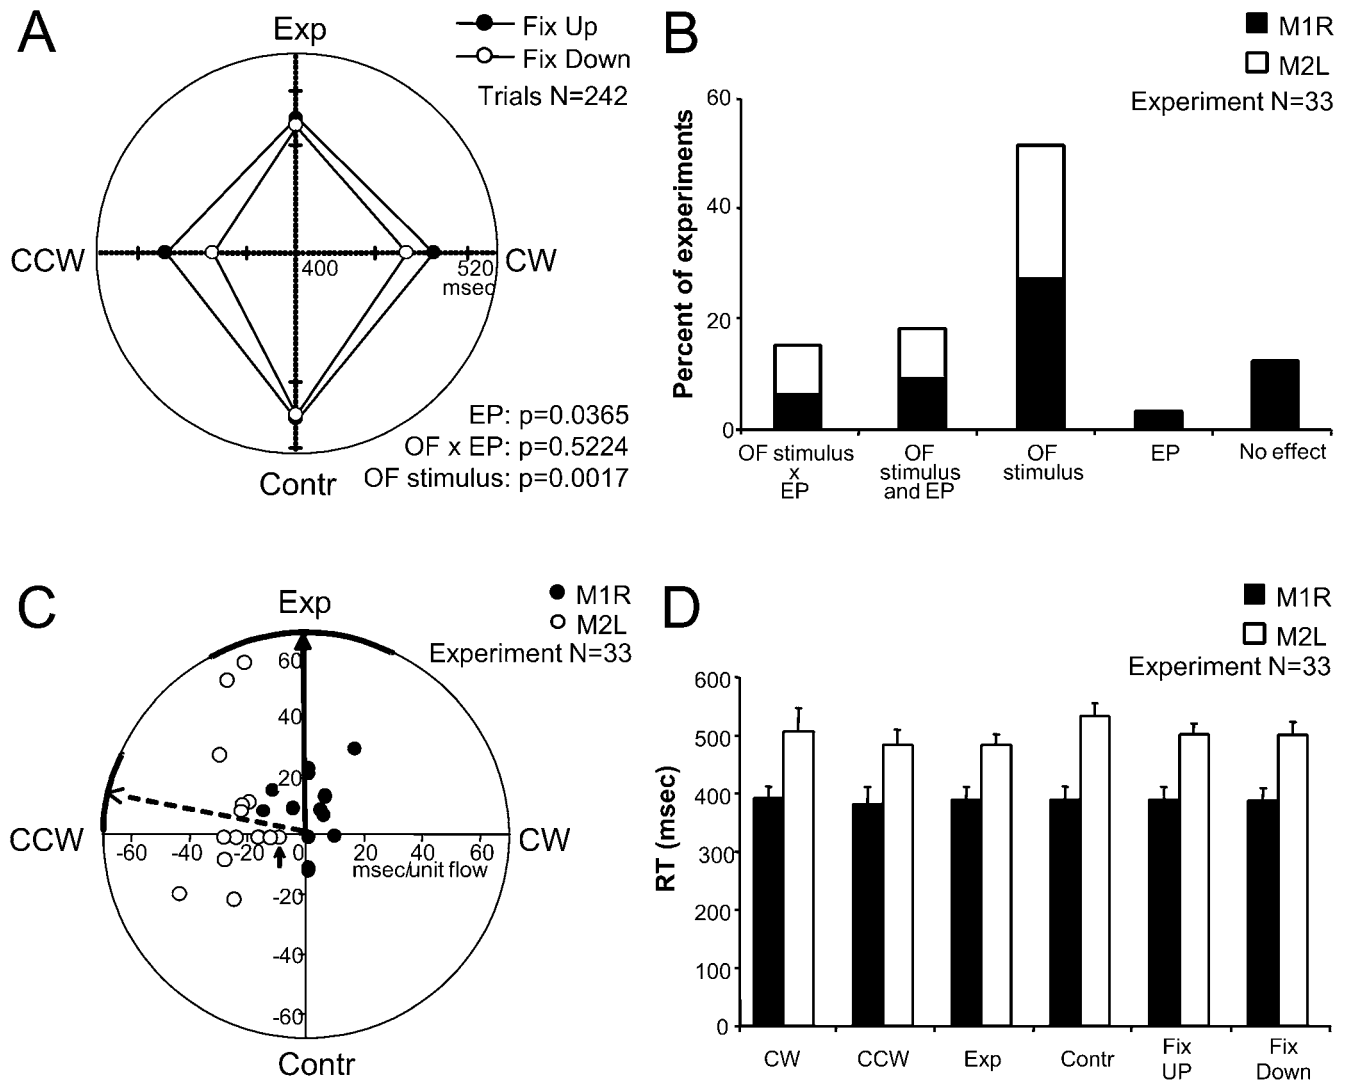 A
Exp
Fix Up
Fix Down
Trials N=242
CCW
CW
400
520
msec
EP: p=0.0365
OF x EP: p=0.5224
OF stimulus: p=0.0017
Contr
B
M1R
M2L
Experiment N=33
Percent of experiments
60
40
20
0
OF stimulus
x
EP
OF
stimulus
and EP
OF
stimulus
EP
No effect
C
Exp
M1R
M2L
Experiment N=33
60
40
20
CCW
CW
-60
-40
-20
0
20
40
60
msec/unit flow
-20
-40
-60
Contr
D
M1R
M2L
Experiment N=33
RT (msec)
600
500
400
300
200
100
0
CW
CCW
Exp
Contr
Fix
UP
Fix
Down